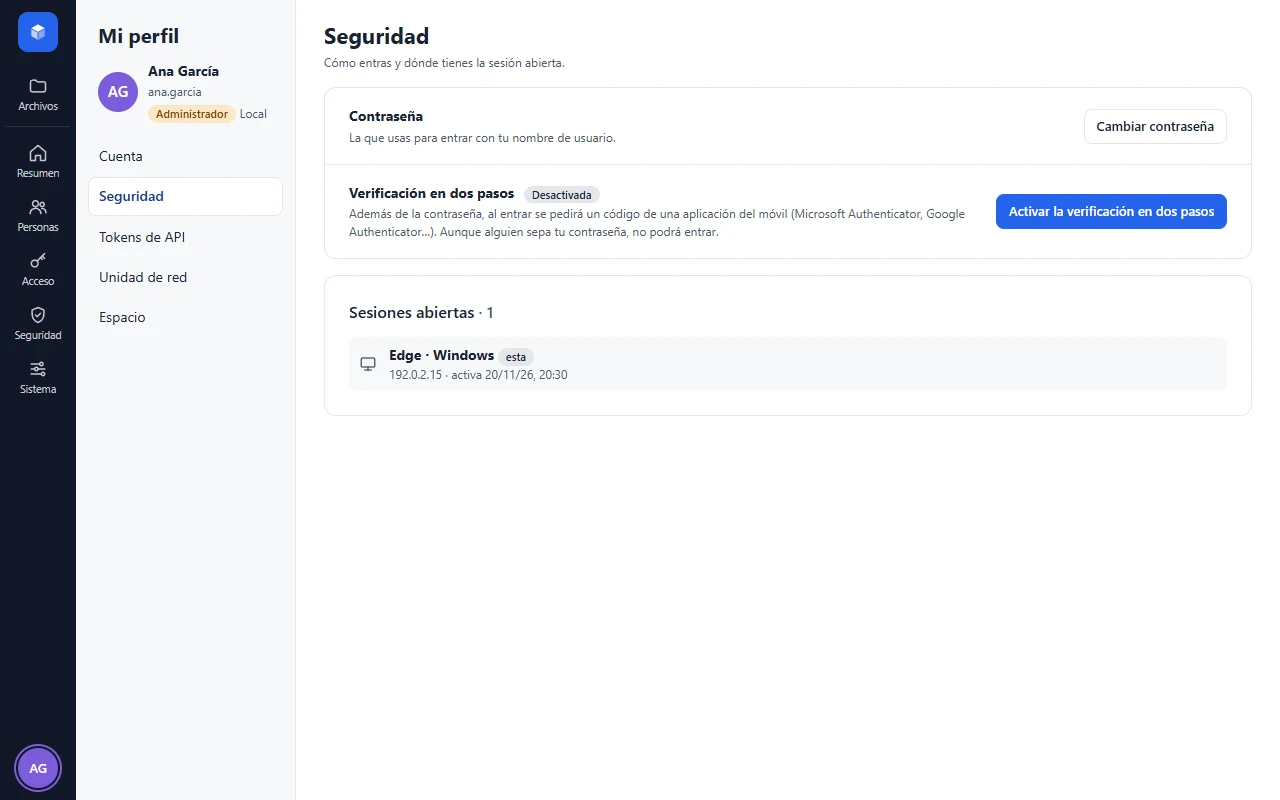 Archivos
Resumen
Personas
Acceso
Seguridad
Sistema
AG
Mi perfil
AG
Ana García
ana.garcia
Administrador Local
Cuenta
Seguridad
Tokens de API
Unidad de red
Espacio
Seguridad
Cómo entras y dónde tienes la sesión abierta.
Contraseña
La que usas para entrar con tu nombre de usuario.
Cambiar contraseña
Verificación en dos pasos Desactivada
Además de la contraseña, al entrar se pedirá un código de una aplicación del móvil (Microsoft Authenticator, Google
Authenticator...). Aunque alguien sepa tu contraseña, no podrá entrar.
Activar la verificación en dos pasos
Sesiones abiertas · 1
Edge · Windows esta
192.0.2.15 · activa 20/11/26, 20:30